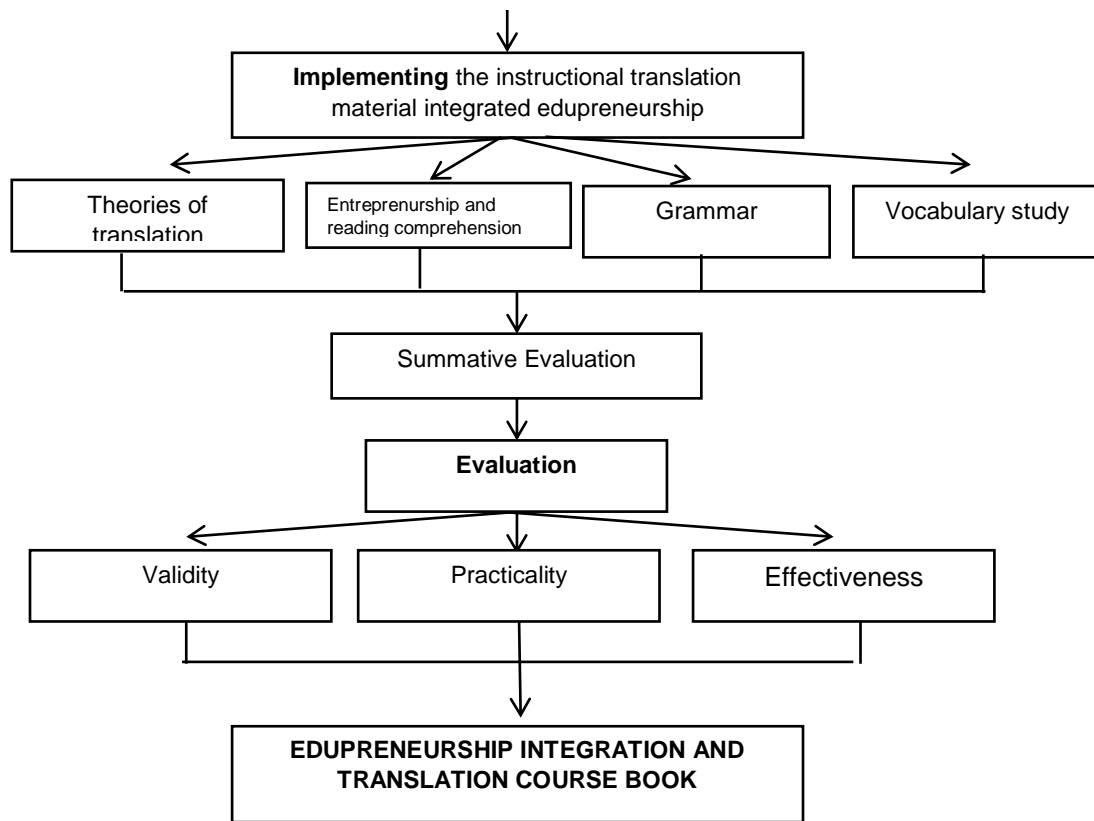 Implementing the instructional translation
material integrated edupreneurship
Theories of
translation
Entreprenurship and
reading comprehension
Grammar
Vocabulary study
Summative Evaluation
Evaluation
Validity
Practicality
Effectiveness
EDUPRENEURSHIP INTEGRATION AND
TRANSLATION COURSE BOOK